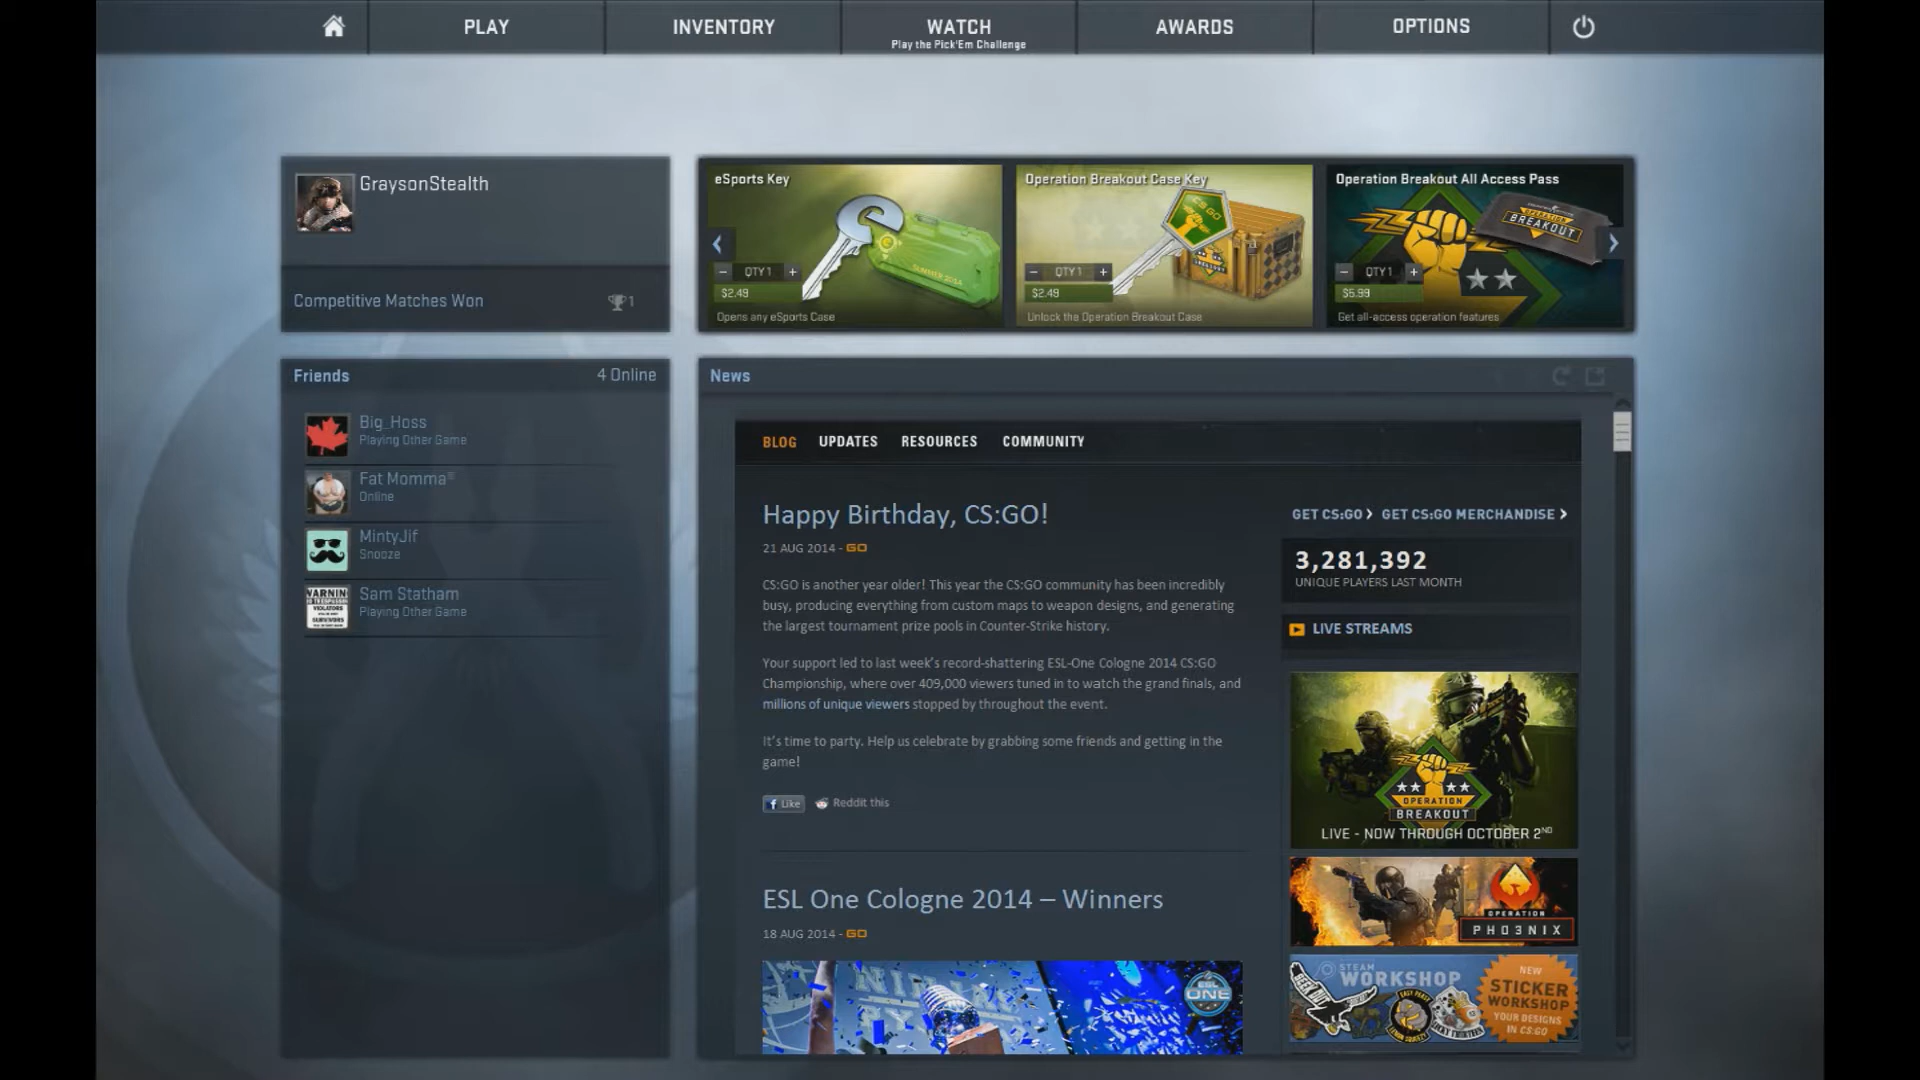 PLAY
INVENTORY
WATCH
Play the Pick'Em Challenge
AWARDS
OPTIONS
GraysonStealth
Competitive Matches Won
1
eSports Key
QTY 1
$2.49
Opens any eSports Case
SUMMER 2014
Operation Breakout Case Key
CS GO
QTY 1
$2.49
Unlock the Operation Breakout Case
Operation Breakout All Access Pass
OPERATION
BREAKOUT
QTY 1
$5.99
Get all-access operation features
Friends
4 Online
Big_Hoss
Playing Other Game
Fat Momma
Online
MintyJif
Snooze
Sam Statham
Playing Other Game
News
BLOG
UPDATES
RESOURCES
COMMUNITY
Happy Birthday, CS:GO!
21 AUG 2014 - GO
CS:GO is another year older! This year the CS:GO community has been incredibly
busy, producing everything from custom maps to weapon designs, and generating
the largest tournament prize pools in Counter-Strike history.
Your support led to last week's record-shattering ESL-One Cologne 2014 CS:GO
Championship, where over 409,000 viewers tuned in to watch the grand finals, and
millions of unique viewers stopped by throughout the event.
It's time to party. Help us celebrate by grabbing some friends and getting in the
game!
Like
Reddit this
ESL One Cologne 2014 – Winners
18 AUG 2014 - GO
ESL
ONE
GET CS:GO
GET CS:GO MERCHANDISE
3,281,392
UNIQUE PLAYERS LAST MONTH
LIVE STREAMS
OPERATION
BREAKOUT
LIVE - NOW THROUGH OCTOBER 2ND
OPERATION
PHO3NIX
STEAM
WORKSHOP
NEW
STICKER
WORKSHOP
YOUR DESIGNS
IN CS:GO